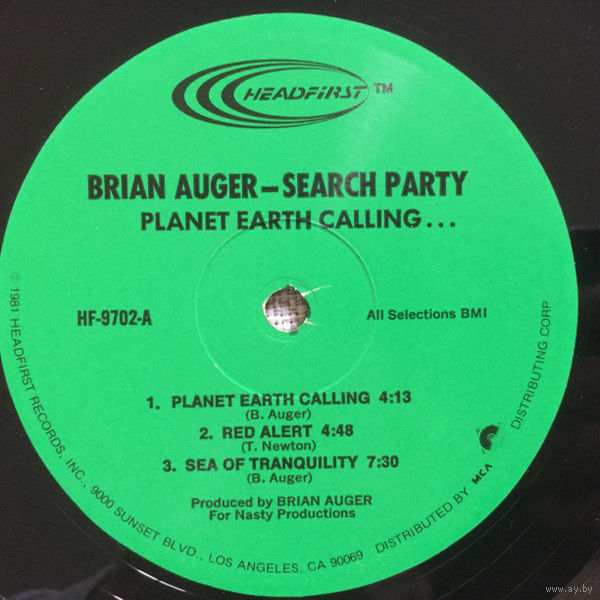 HEADFIRST TM
BRIAN AUGER–SEARCH PARTY
PLANET EARTH CALLING...
HF-9702-A
All Selections BMI
1. PLANET EARTH CALLING 4:13
(B. Auger)
2. RED ALERT 4:48
(T. Newton)
3. SEA OF TRANQUILITY 7:30
(B. Auger)
Produced by BRIAN AUGER
For Nasty Productions
℗ 1981 HEADFIRST RECORDS, INC., 9000 SUNSET BLVD., LOS ANGELES, CA 90069 DISTRIBUTED BY MCA DISTRIBUTING CORP
www.ay.by